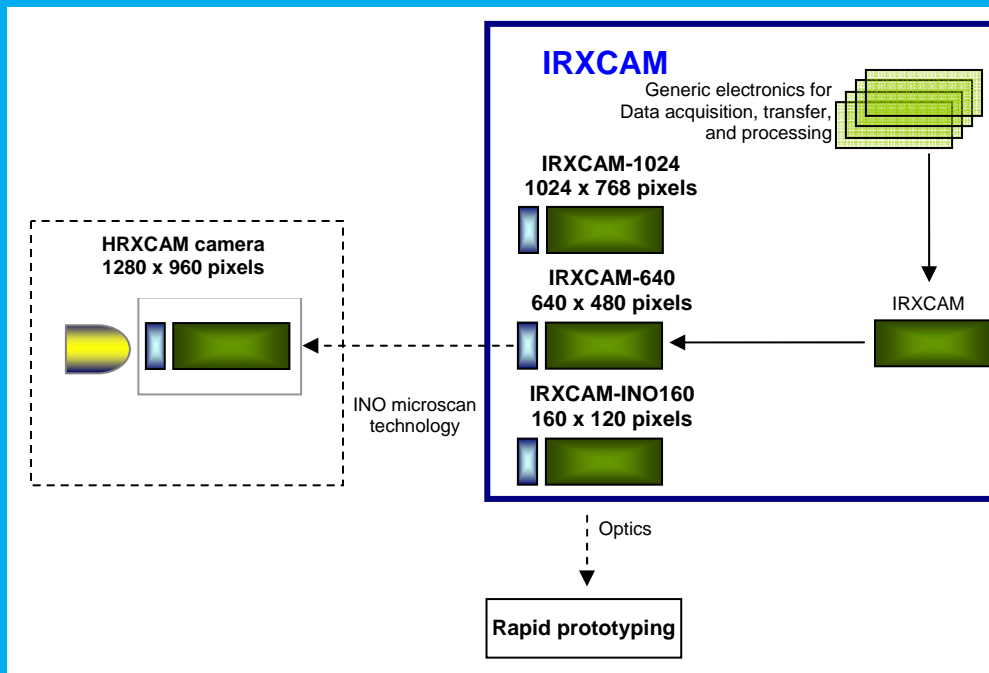 IRXCAM
Generic electronics for
Data acquisition, transfer,
and processing
IRXCAM-1024
1024 x 768 pixels
HRXCAM camera
1280 x 960 pixels
IRXCAM-640
640 x 480 pixels
IRXCAM
INO microscan
technology
IRXCAM-INO160
160 x 120 pixels
Optics
Rapid prototyping